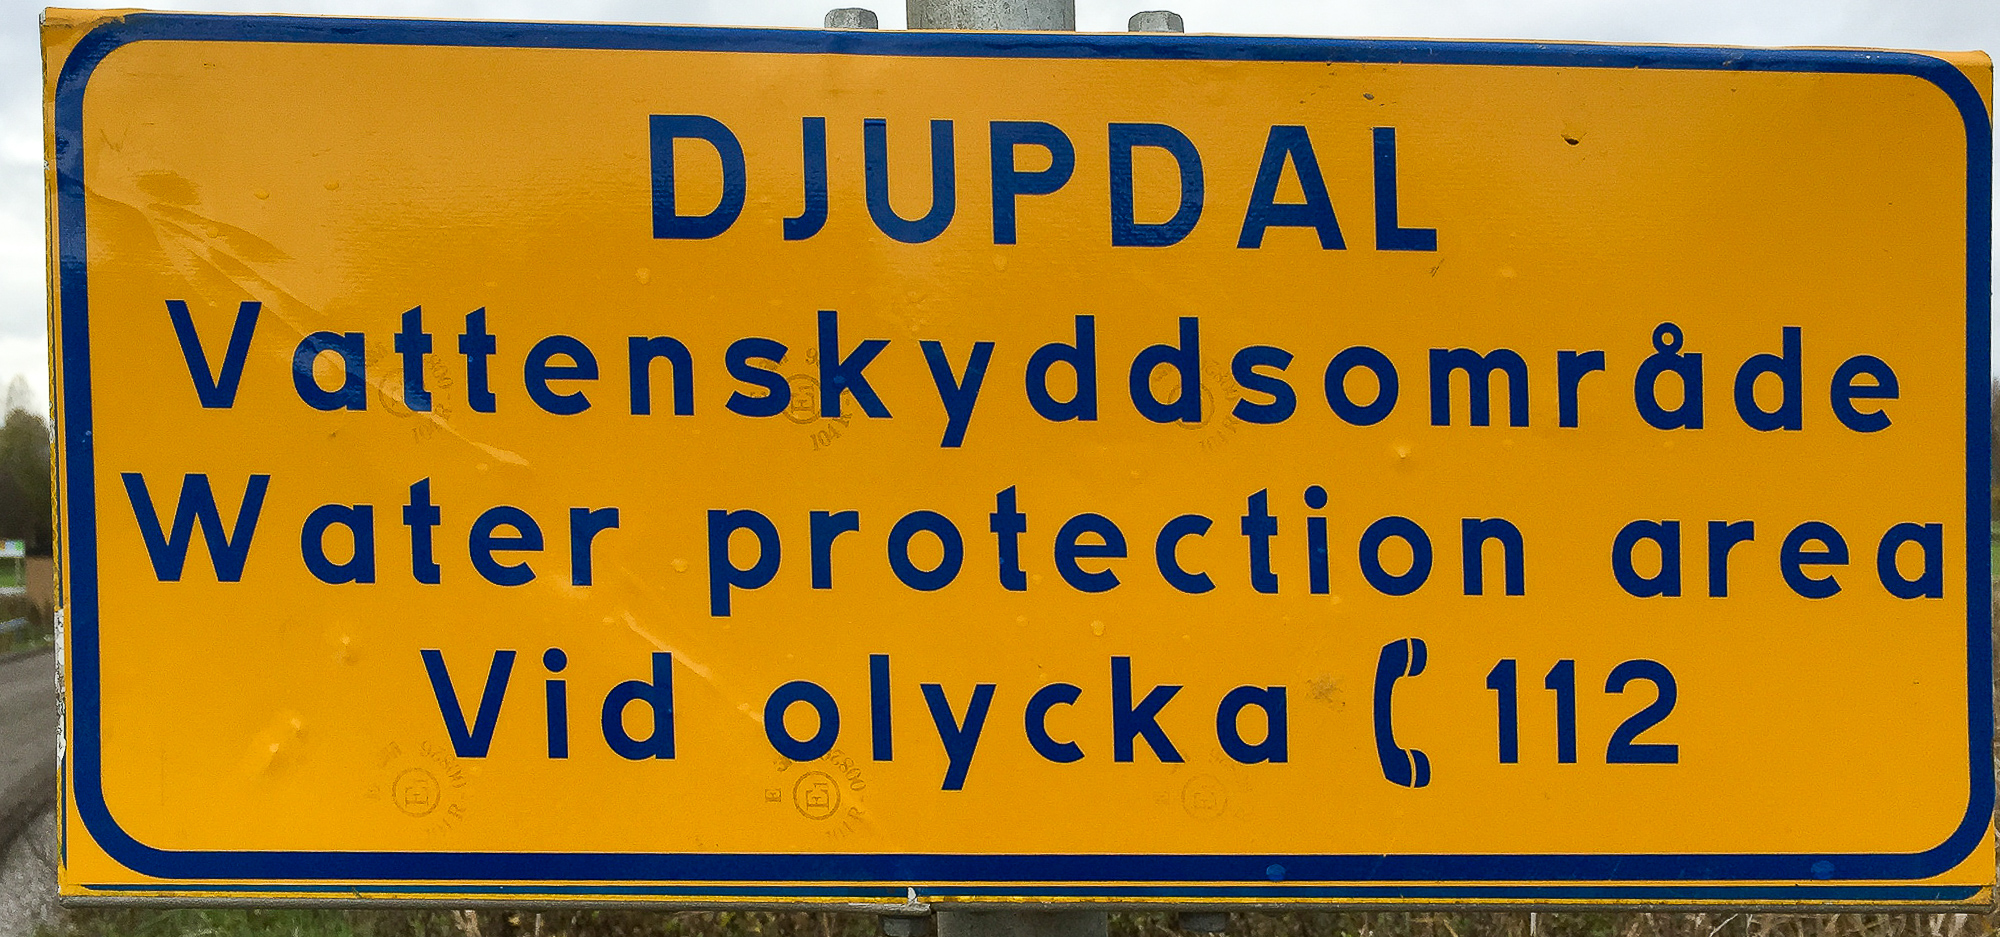 DJUPDAL
Vattenskyddsområde
Water protection area
Vid olycka 112